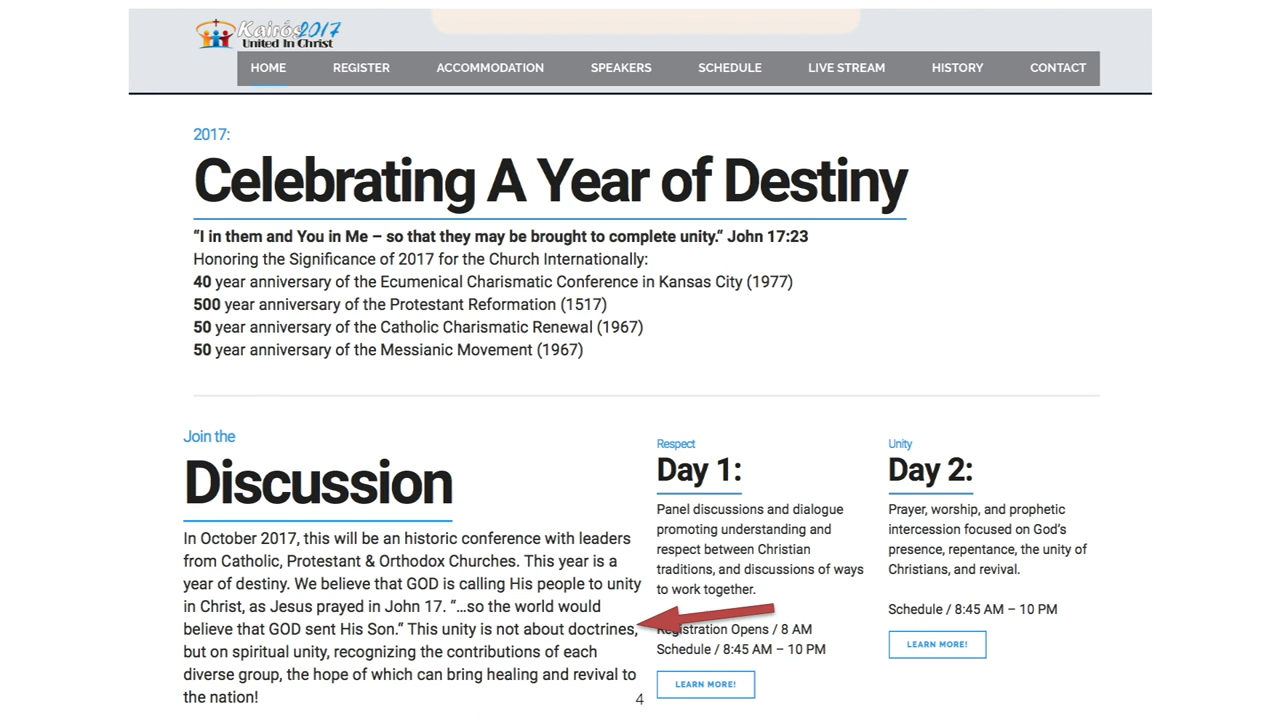 Kairós 2017
United In Christ
HOME REGISTER ACCOMMODATION SPEAKERS SCHEDULE LIVE STREAM HISTORY CONTACT
2017:
Celebrating A Year of Destiny
“I in them and You in Me – so that they may be brought to complete unity.“ John 17:23
Honoring the Significance of 2017 for the Church Internationally:
40 year anniversary of the Ecumenical Charismatic Conference in Kansas City (1977)
500 year anniversary of the Protestant Reformation (1517)
50 year anniversary of the Catholic Charismatic Renewal (1967)
50 year anniversary of the Messianic Movement (1967)
Join the
Discussion
In October 2017, this will be an historic conference with leaders
from Catholic, Protestant & Orthodox Churches. This year is a
year of destiny. We believe that GOD is calling His people to unity
in Christ, as Jesus prayed in John 17. “…so the world would
believe that GOD sent His Son.” This unity is not about doctrines,
but on spiritual unity, recognizing the contributions of each
diverse group, the hope of which can bring healing and revival to
the nation!
Respect
Day 1:
Panel discussions and dialogue
promoting understanding and
respect between Christian
traditions, and discussions of ways
to work together.
Registration Opens / 8 AM
Schedule / 8:45 AM – 10 PM
LEARN MORE!
Unity
Day 2:
Prayer, worship, and prophetic
intercession focused on God’s
presence, repentance, the unity of
Christians, and revival.
Schedule / 8:45 AM – 10 PM
LEARN MORE!
4